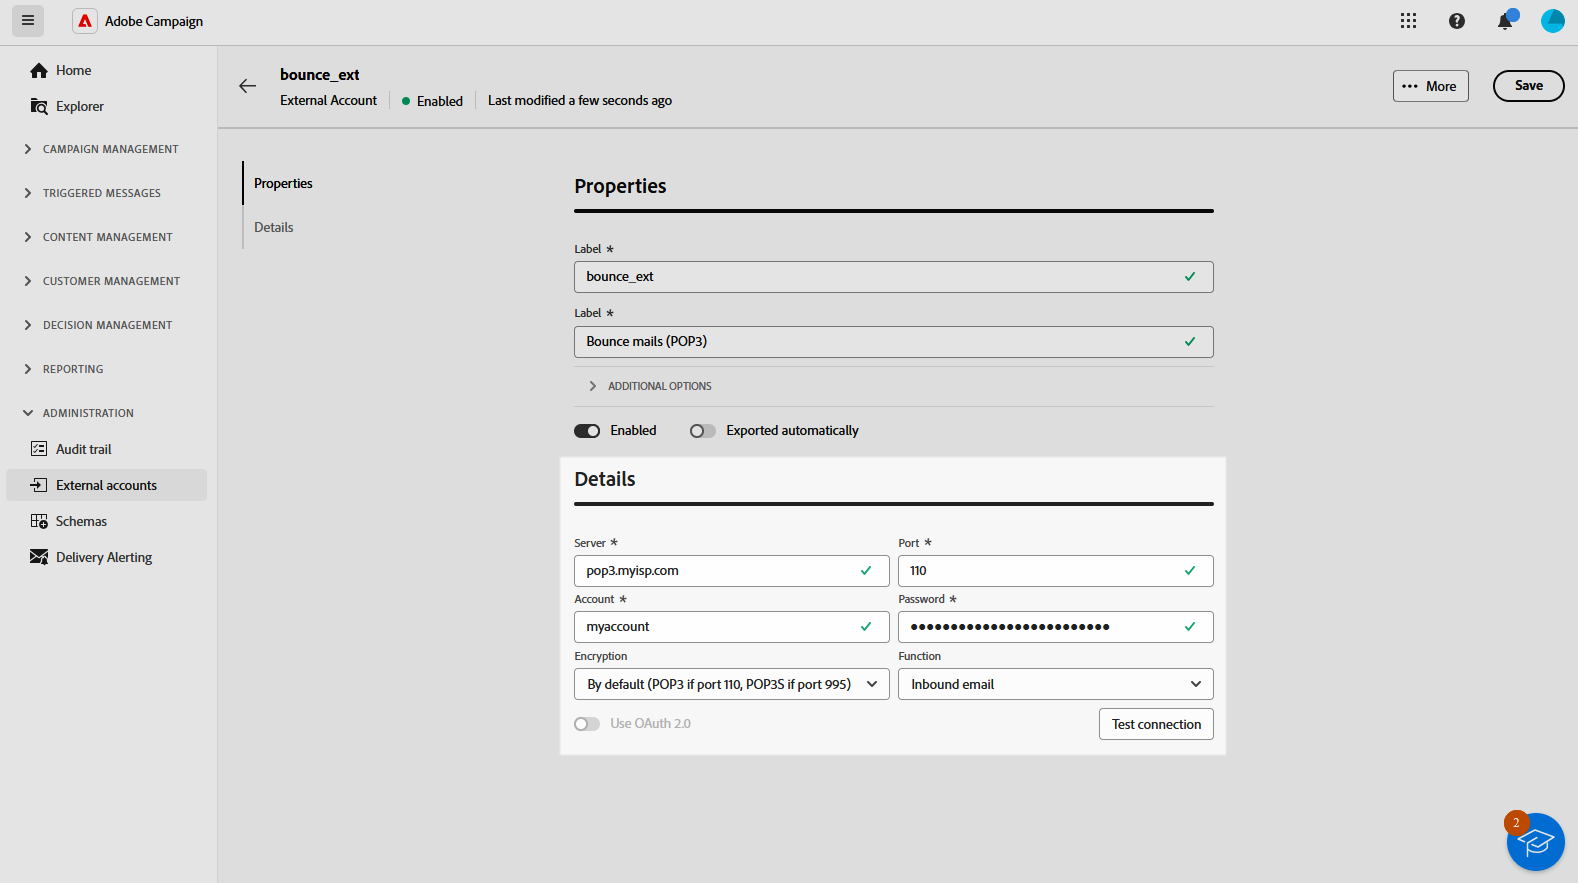 Adobe Campaign
Home
Explorer
CAMPAIGN MANAGEMENT
TRIGGERED MESSAGES
CONTENT MANAGEMENT
CUSTOMER MANAGEMENT
DECISION MANAGEMENT
REPORTING
ADMINISTRATION
Audit trail
External accounts
Schemas
Delivery Alerting
bounce_ext
External Account Enabled Last modified a few seconds ago
More
Save
Properties
Details
Properties
Label *
bounce_ext
Label *
Bounce mails (POP3)
ADDITIONAL OPTIONS
Enabled Exported automatically
Details
Server * Port *
pop3.myisp.com 110
Account * Password *
myaccount •••••••••••••••••••••••••
Encryption Function
By default (POP3 if port 110, POP3S if port 995) Inbound email
Use OAuth 2.0 Test connection
2